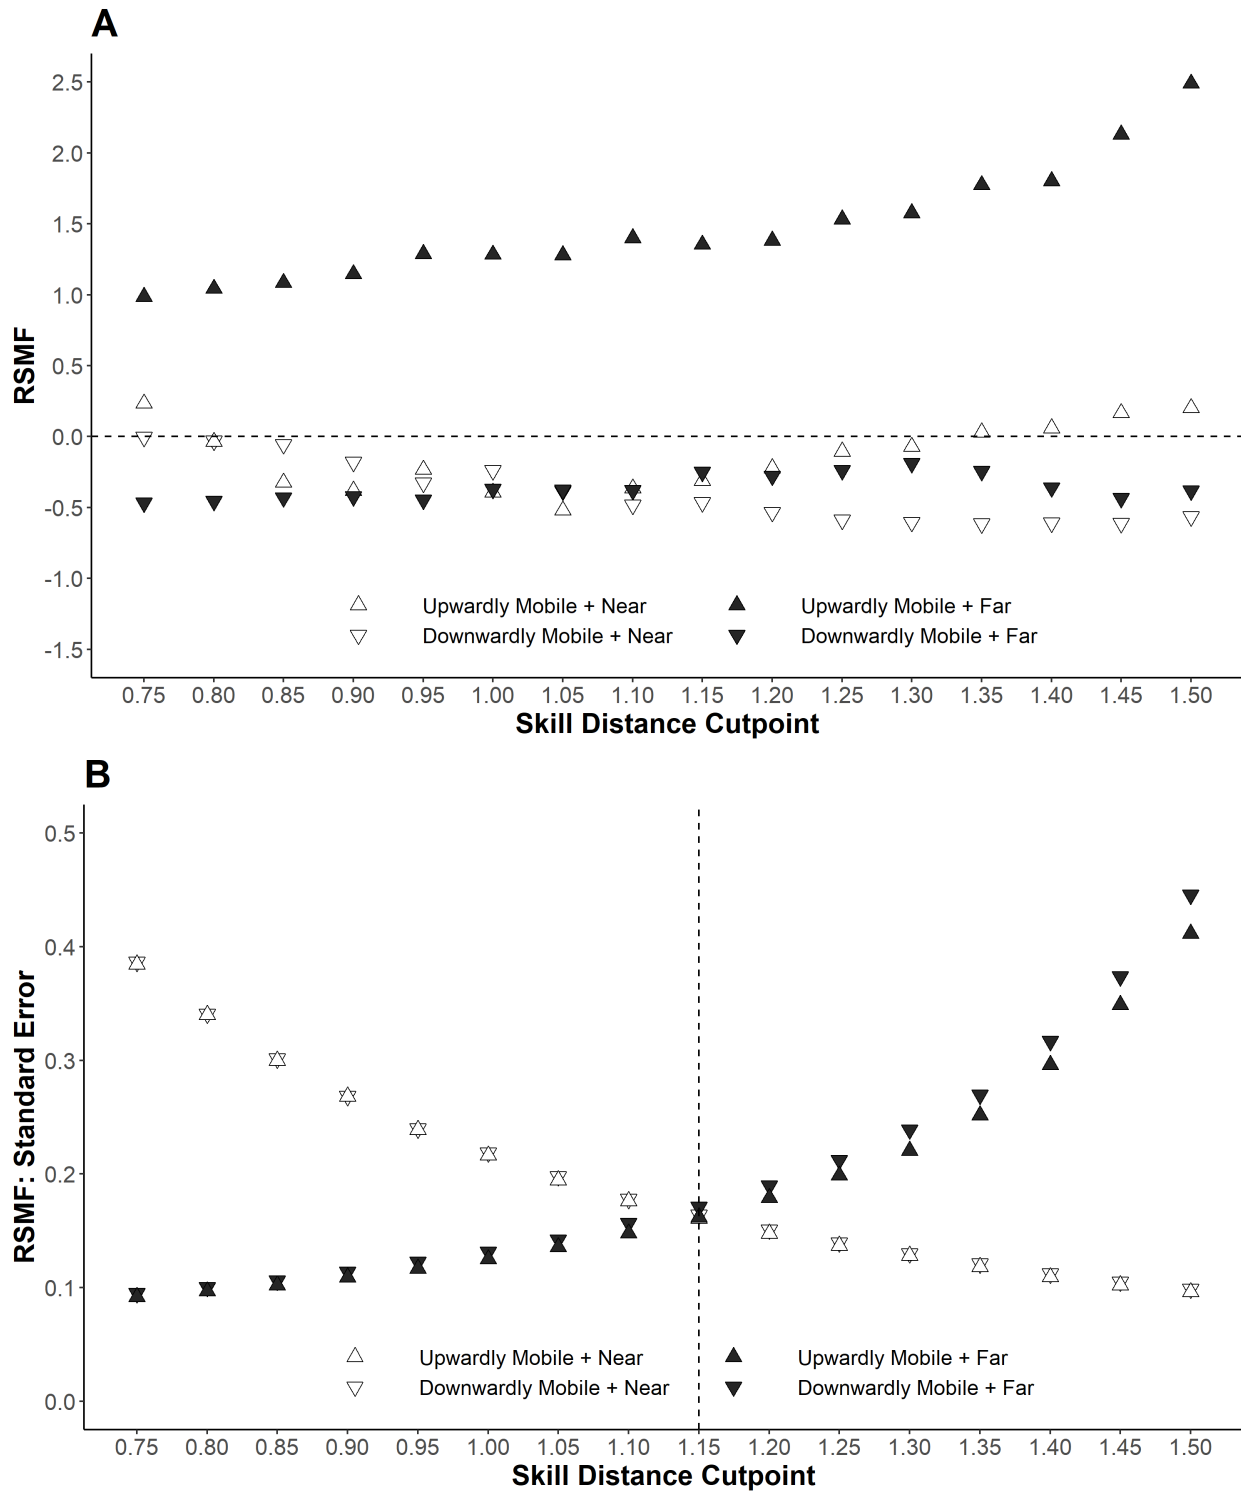 A
2.5
2.0
1.5
1.0
0.5
0.0
-0.5
-1.0
-1.5
RSMF
Upwardly Mobile + Near
Upwardly Mobile + Far
Downwardly Mobile + Near
Downwardly Mobile + Far
0.75 0.80 0.85 0.90 0.95 1.00 1.05 1.10 1.15 1.20 1.25 1.30 1.35 1.40 1.45 1.50
Skill Distance Cutpoint
B
0.5
0.4
0.3
0.2
0.1
0.0
RSMF: Standard Error
Upwardly Mobile + Near
Upwardly Mobile + Far
Downwardly Mobile + Near
Downwardly Mobile + Far
0.75 0.80 0.85 0.90 0.95 1.00 1.05 1.10 1.15 1.20 1.25 1.30 1.35 1.40 1.45 1.50
Skill Distance Cutpoint